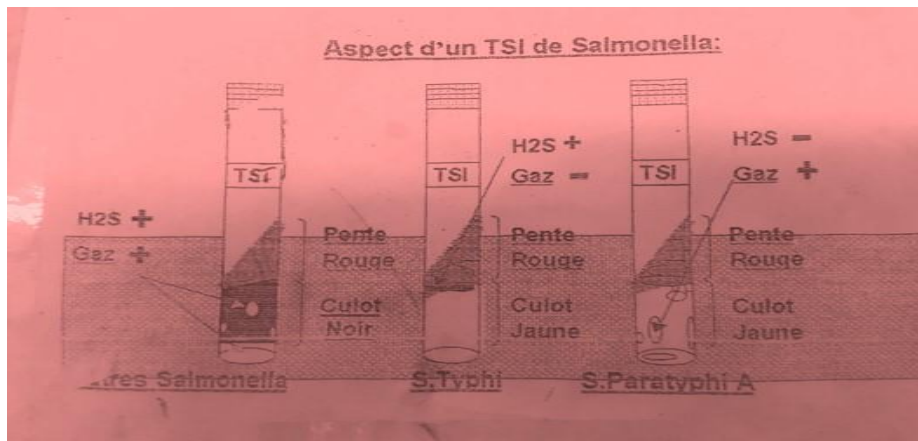 Aspect d'un TSI de Salmonella:
H2S +
Gaz -
H2S -
Gaz +
TSI
TSI
TSI
H2S +
Gaz +
Pente
Rouge
Pente
Rouge
Pente
Rouge
Culot
Noir
Culot
Jaune
Culot
Jaune
Salmonella
S.Typhi
S.Paratyphi A